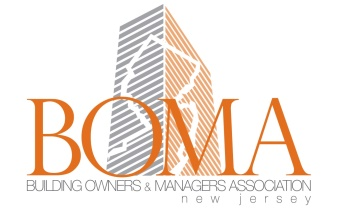 BOMA
BUILDING OWNERS & MANAGERS ASSOCIATION
new jersey